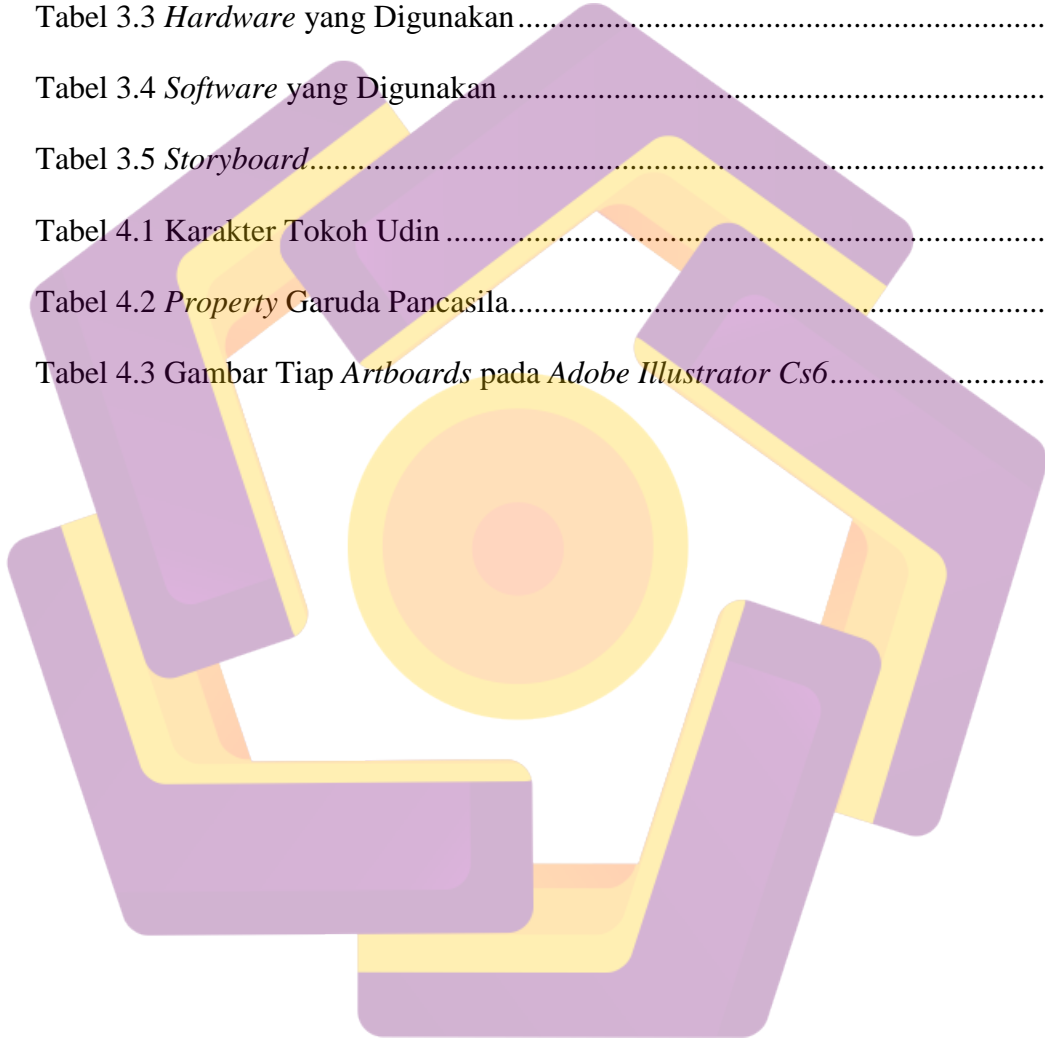 Tabel 3.3 Hardware yang Digunakan..................................................................
Tabel 3.4 Software yang Digunakan ....................................................................
Tabel 3.5 Storyboard............................................................................................
Tabel 4.1 Karakter Tokoh Udin ...........................................................................
Tabel 4.2 Property Garuda Pancasila...................................................................
Tabel 4.3 Gambar Tiap Artboards pada Adobe Illustrator Cs6...........................